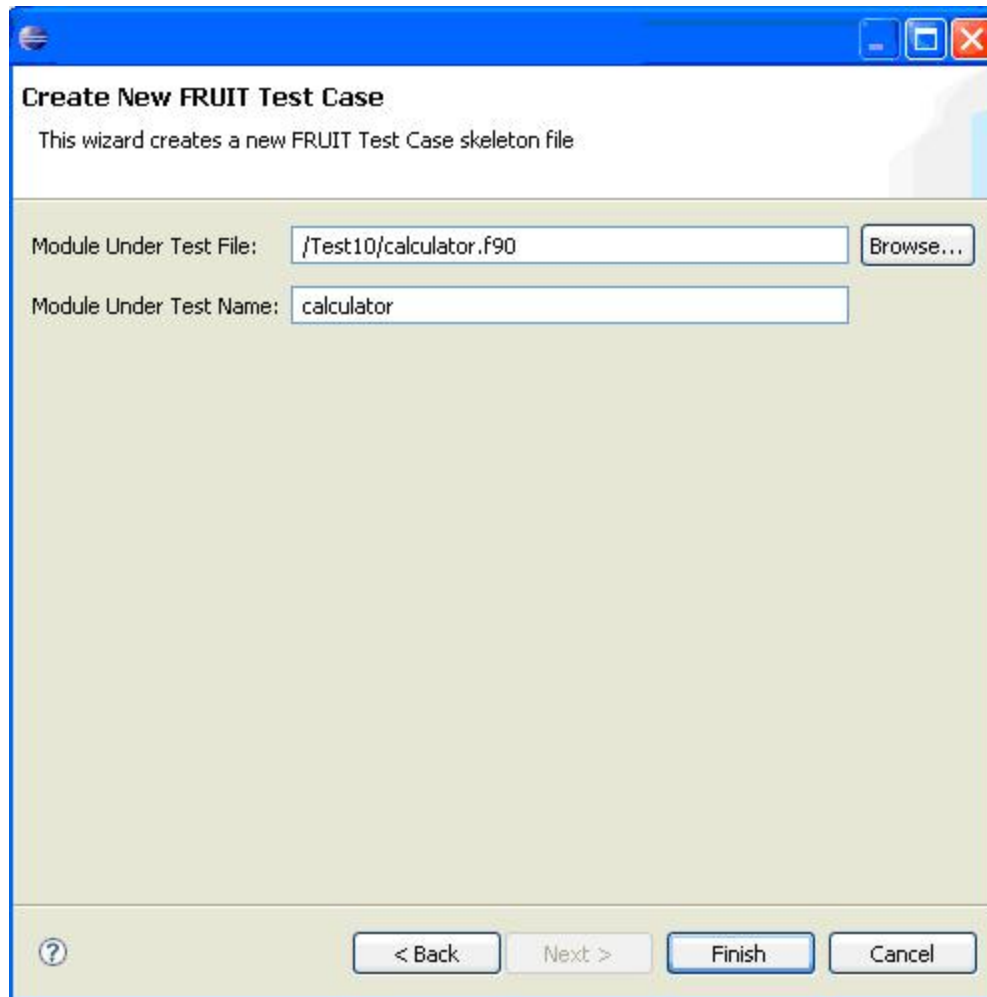 Create New FRUIT Test Case
This wizard creates a new FRUIT Test Case skeleton file
Module Under Test File: /Test10/calculator.f90 Browse...
Module Under Test Name: calculator
? < Back Next > Finish Cancel